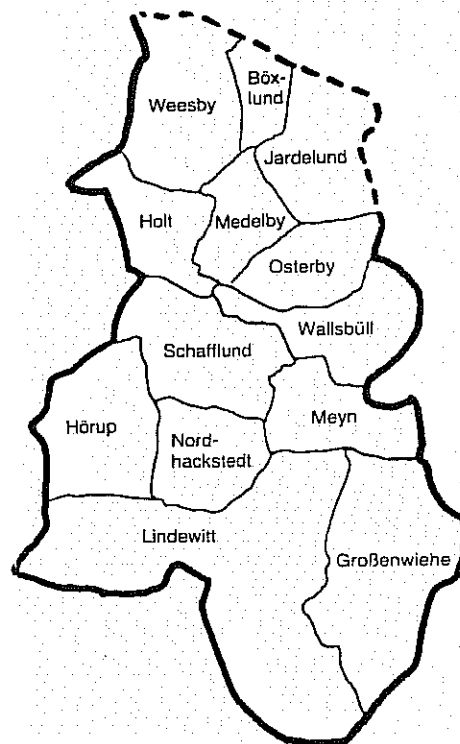 Böx-
lund
Weesby
Jardelund
Holt
Medelby
Osterby
Wallsbüll
Schafflund
Hörup
Nord-
hackstedt
Meyn
Lindewitt
Großenwiehe